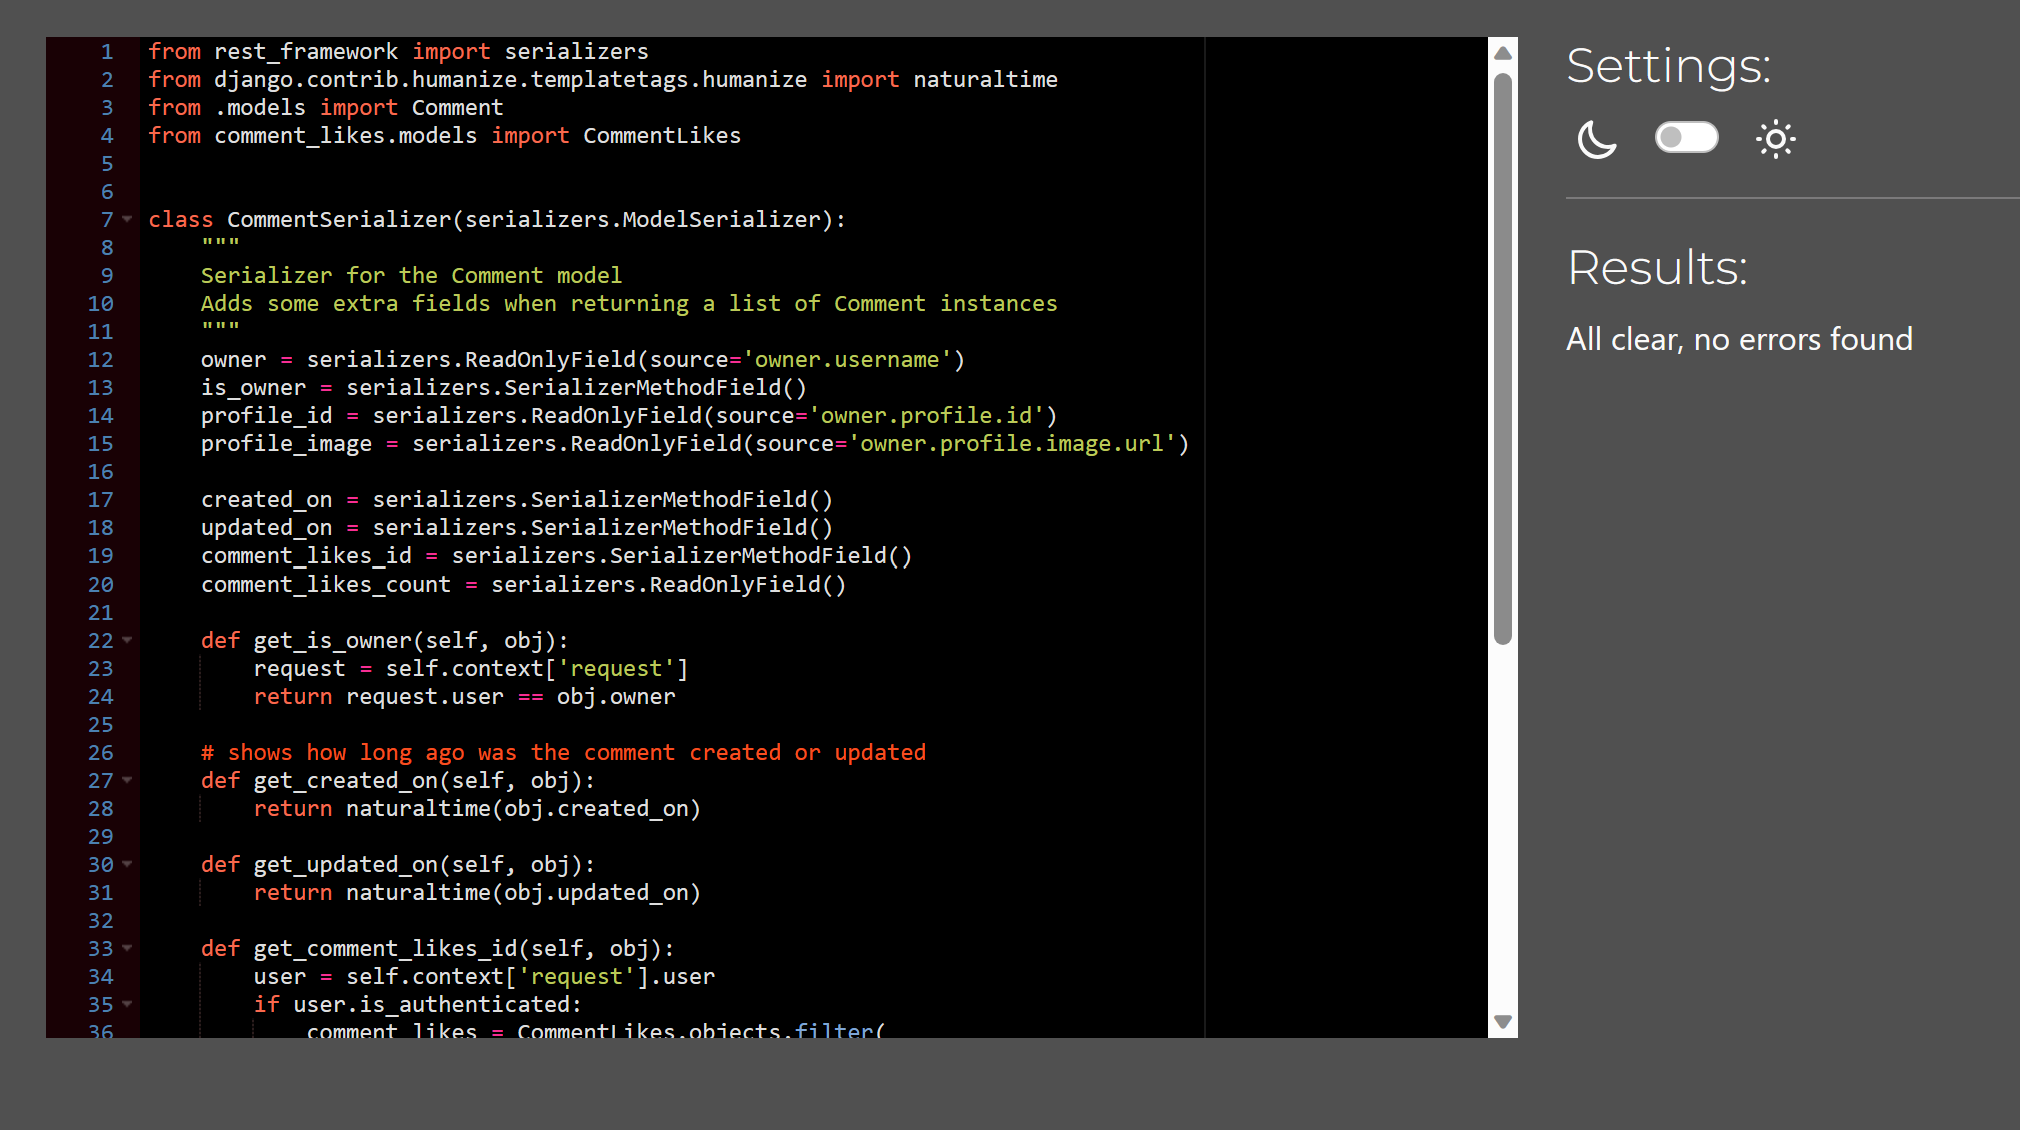 1 from rest_framework import serializers
2 from django.contrib.humanize.templatetags.humanize import naturaltime
3 from .models import Comment
4 from comment_likes.models import CommentLikes
5
6
7 class CommentSerializer(serializers.ModelSerializer):
8     """
9     Serializer for the Comment model
10     Adds some extra fields when returning a list of Comment instances
11     """
12     owner = serializers.ReadOnlyField(source='owner.username')
13     is_owner = serializers.SerializerMethodField()
14     profile_id = serializers.ReadOnlyField(source='owner.profile.id')
15     profile_image = serializers.ReadOnlyField(source='owner.profile.image.url')
16
17     created_on = serializers.SerializerMethodField()
18     updated_on = serializers.SerializerMethodField()
19     comment_likes_id = serializers.SerializerMethodField()
20     comment_likes_count = serializers.ReadOnlyField()
21
22     def get_is_owner(self, obj):
23         request = self.context['request']
24         return request.user == obj.owner
25
26     # shows how long ago was the comment created or updated
27     def get_created_on(self, obj):
28         return naturaltime(obj.created_on)
29
30     def get_updated_on(self, obj):
31         return naturaltime(obj.updated_on)
32
33     def get_comment_likes_id(self, obj):
34         user = self.context['request'].user
35         if user.is_authenticated:
36             comment_likes = CommentLikes.objects.filter(
Settings:
Results:
All clear, no errors found